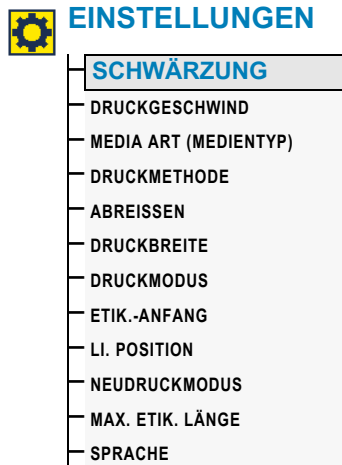 EINSTELLUNGEN
SCHWÄRZUNG
DRUCKGESCHWIND
MEDIA ART (MEDIENTYP)
DRUCKMETHODE
ABREISSEN
DRUCKBREITE
DRUCKMODUS
ETIK.-ANFANG
LI. POSITION
NEUDRUCKMODUS
MAX. ETIK. LÄNGE
SPRACHE